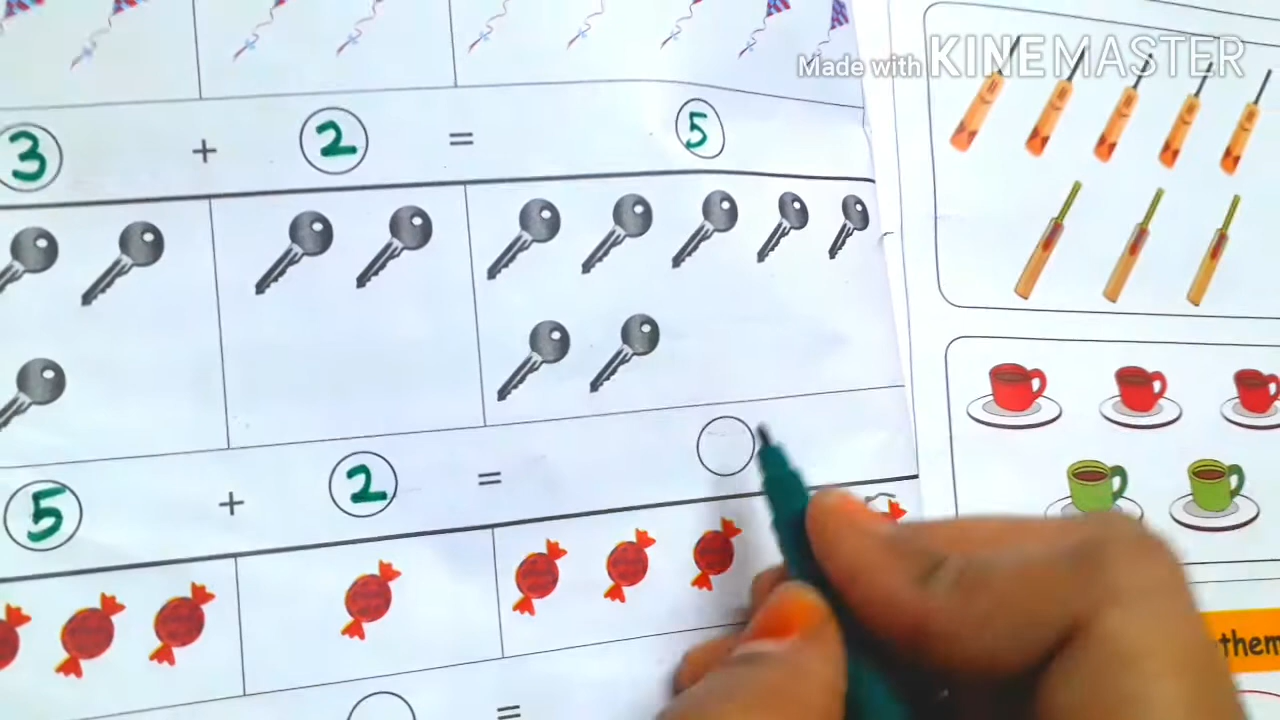 Made with KINEMASTER
3 + 2 = 5
5 + 2 =
=
them